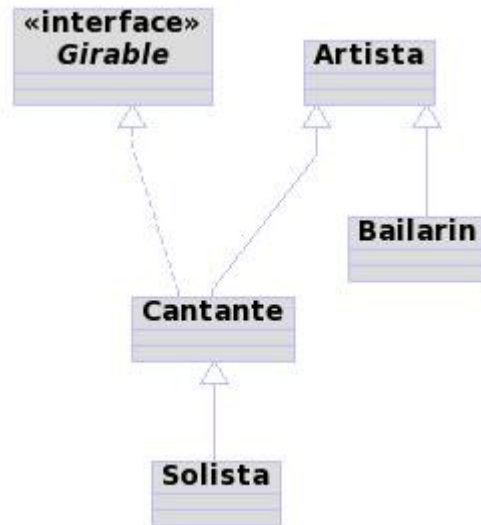 «interface»
Girable
Artista
Bailarin
Cantante
Solista